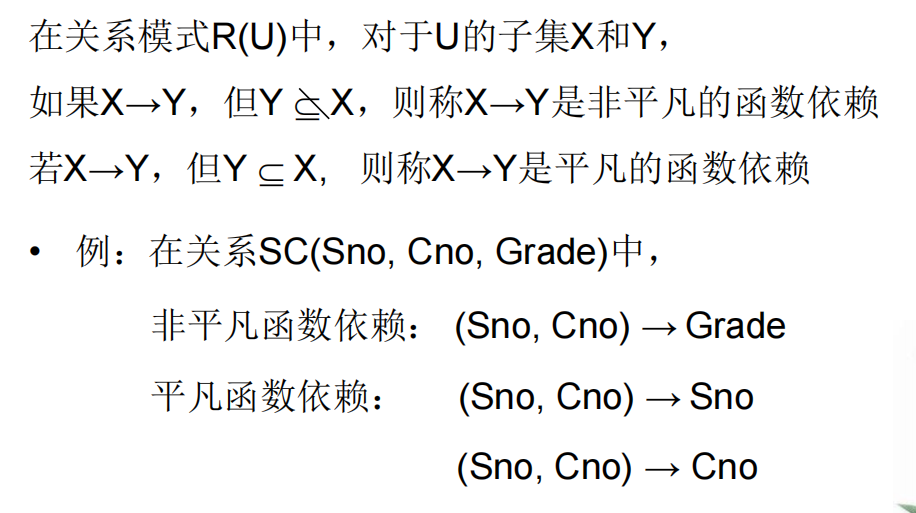 在关系模式R(U)中，对于U的子集X和Y，
如果X→Y，但Y ⊈ X，则称X→Y是非平凡的函数依赖
若X→Y，但Y ⊆ X, 则称X→Y是平凡的函数依赖
• 例：在关系SC(Sno, Cno, Grade)中，
非平凡函数依赖： (Sno, Cno) → Grade
平凡函数依赖： (Sno, Cno) → Sno
(Sno, Cno) → Cno